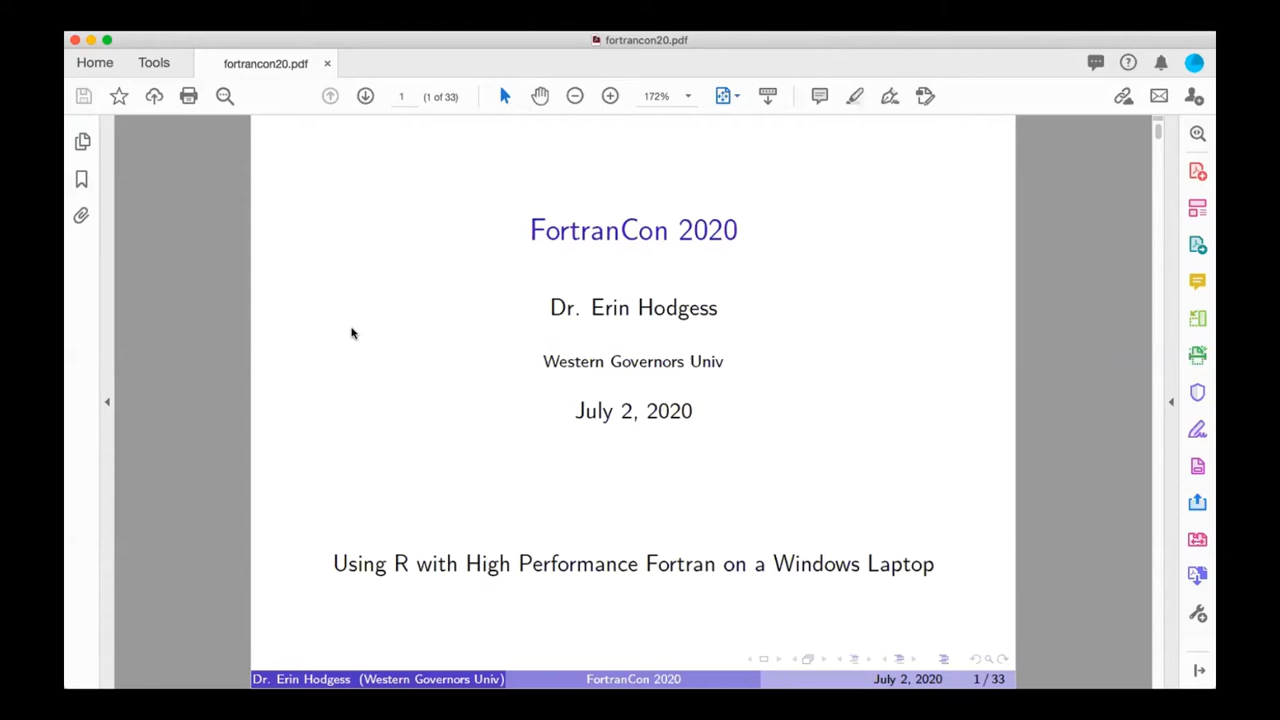 fortrancon20.pdf
Home
Tools
fortrancon20.pdf
1
(1 of 33)
172%
FortranCon 2020
Dr. Erin Hodgess
Western Governors Univ
July 2, 2020
Using R with High Performance Fortran on a Windows Laptop
Dr. Erin Hodgess (Western Governors Univ)
FortranCon 2020
July 2, 2020
1 / 33